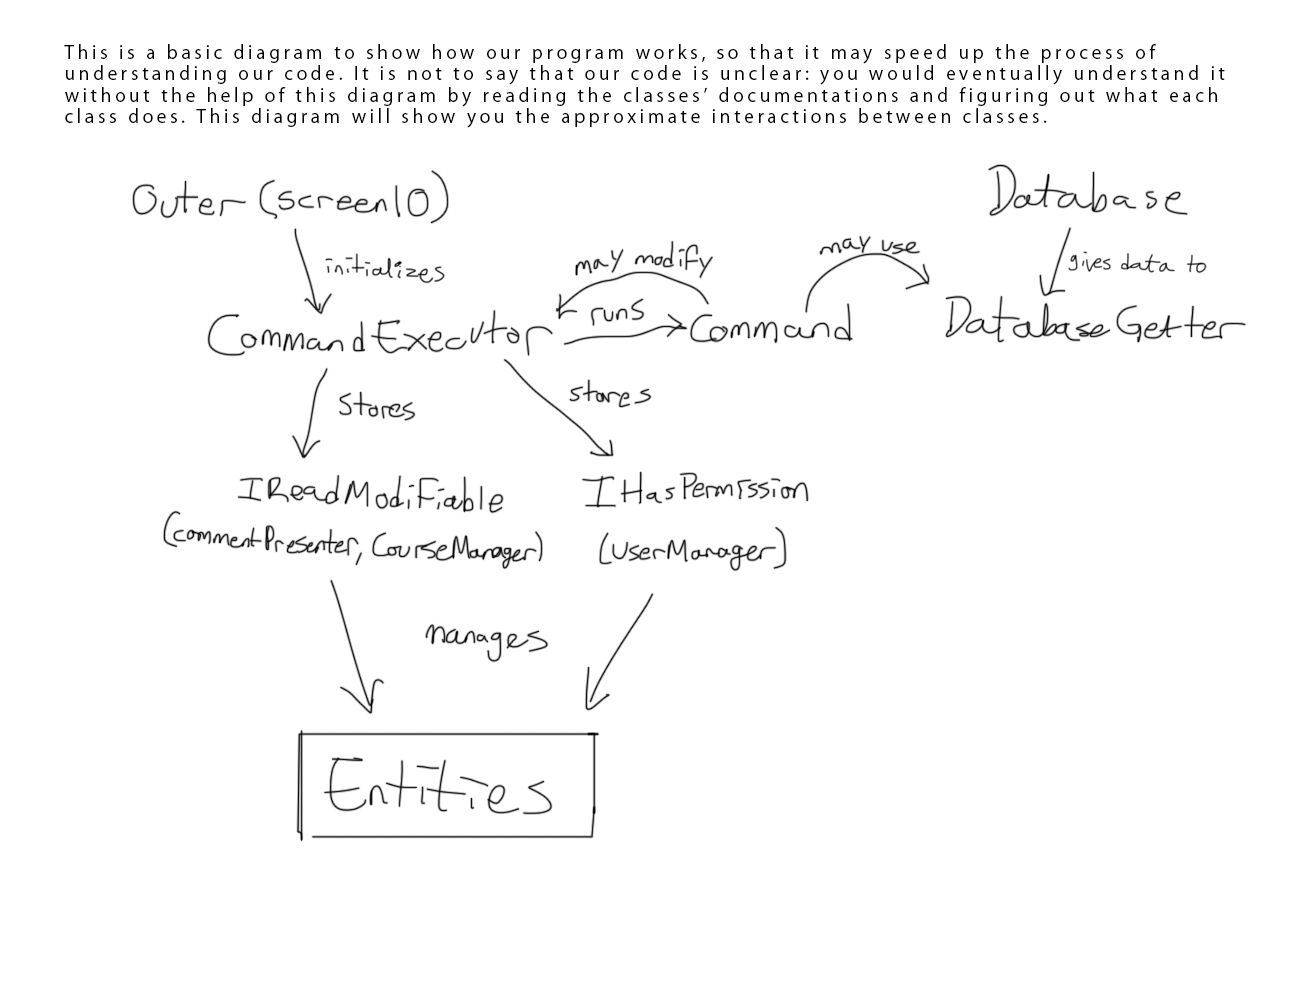 This is a basic diagram to show how our program works, so that it may speed up the process of
understanding our code. It is not to say that our code is unclear: you would eventually understand it
without the help of this diagram by reading the classes’ documentations and figuring out what each
class does. This diagram will show you the approximate interactions between classes.
Outer (screenIO)
Database
initializes
may modify
may use
gives data to
CommandExecutor
runs
Command
DatabaseGetter
stores
stores
IReadModifiable
IHasPermission
(commentPresenter, CourseManager)
(UserManager)
manages
Entities